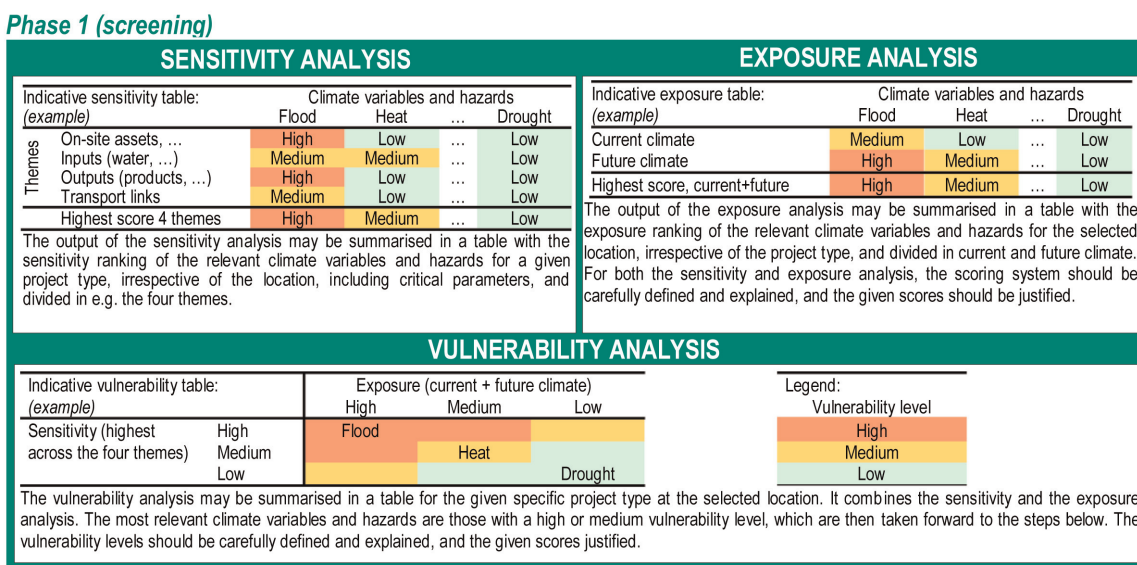 Phase 1 (screening)
SENSITIVITY ANALYSIS
Indicative sensitivity table: Climate variables and hazards
(example) Flood Heat … Drought
Themes
On-site assets, … High Low … Low
Inputs (water, …) Medium Medium … Low
Outputs (products, …) High Low … Low
Transport links Medium Low … Low
Highest score 4 themes High Medium … Low
The output of the sensitivity analysis may be summarised in a table with the
sensitivity ranking of the relevant climate variables and hazards for a given
project type, irrespective of the location, including critical parameters, and
divided in e.g. the four themes.
EXPOSURE ANALYSIS
Indicative exposure table: Climate variables and hazards
(example) Flood Heat … Drought
Current climate Medium Low … Low
Future climate High Medium … Low
Highest score, current+future High Medium … Low
The output of the exposure analysis may be summarised in a table with the
exposure ranking of the relevant climate variables and hazards for the selected
location, irrespective of the project type, and divided in current and future climate.
For both the sensitivity and exposure analysis, the scoring system should be
carefully defined and explained, and the given scores should be justified.
VULNERABILITY ANALYSIS
Indicative vulnerability table: Exposure (current + future climate)
(example) High Medium Low
Sensitivity (highest High Flood
across the four themes) Medium Heat
Low Drought
Legend:
Vulnerability level
High
Medium
Low
The vulnerability analysis may be summarised in a table for the given specific project type at the selected location. It combines the sensitivity and the exposure
analysis. The most relevant climate variables and hazards are those with a high or medium vulnerability level, which are then taken forward to the steps below. The
vulnerability levels should be carefully defined and explained, and the given scores justified.